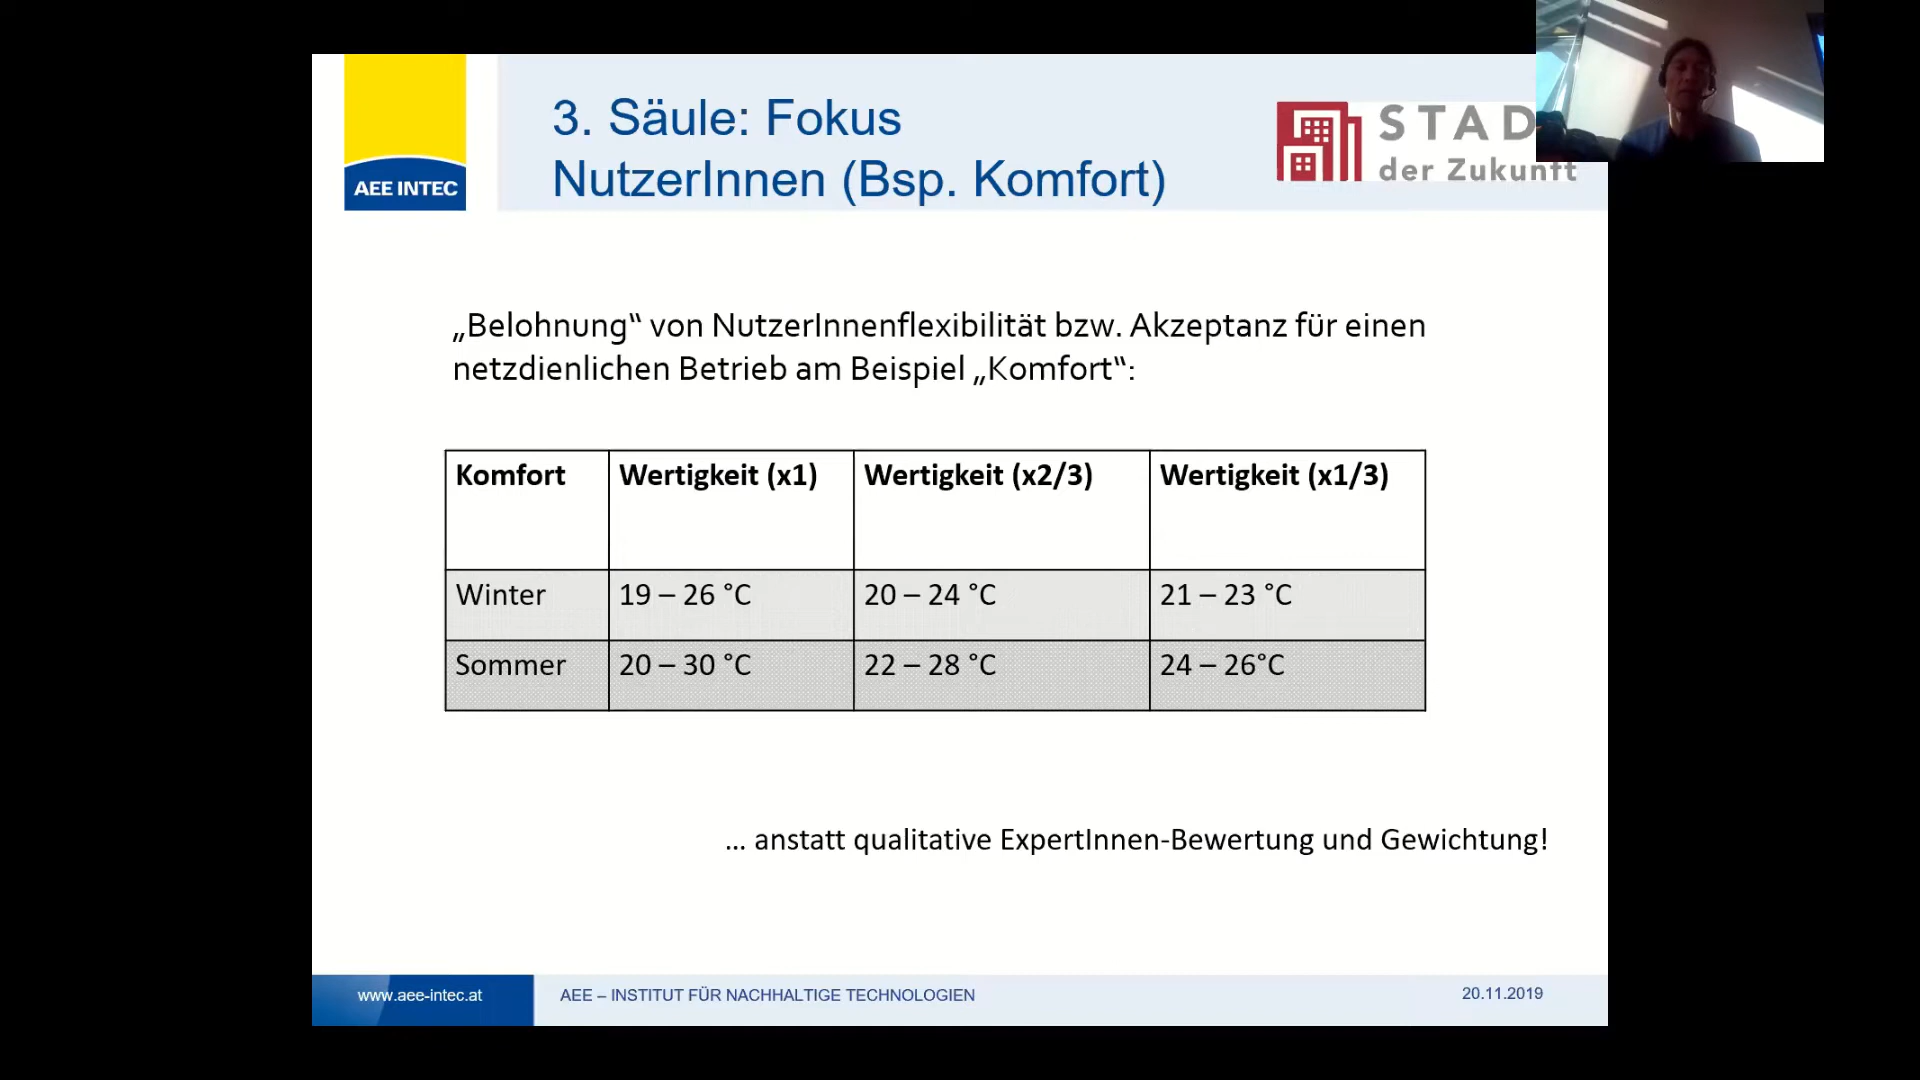 3. Säule: Fokus
NutzerInnen (Bsp. Komfort)
AEE INTEC
STAD
der Zukunft
„Belohnung“ von NutzerInnenflexibilität bzw. Akzeptanz für einen
netzdienlichen Betrieb am Beispiel „Komfort“:
Komfort Wertigkeit (x1) Wertigkeit (x2/3) Wertigkeit (x1/3)
Winter 19 – 26 °C 20 – 24 °C 21 – 23 °C
Sommer 20 – 30 °C 22 – 28 °C 24 – 26°C
... anstatt qualitative ExpertInnen-Bewertung und Gewichtung!
www.aee-intec.at AEE – INSTITUT FÜR NACHHALTIGE TECHNOLOGIEN 20.11.2019